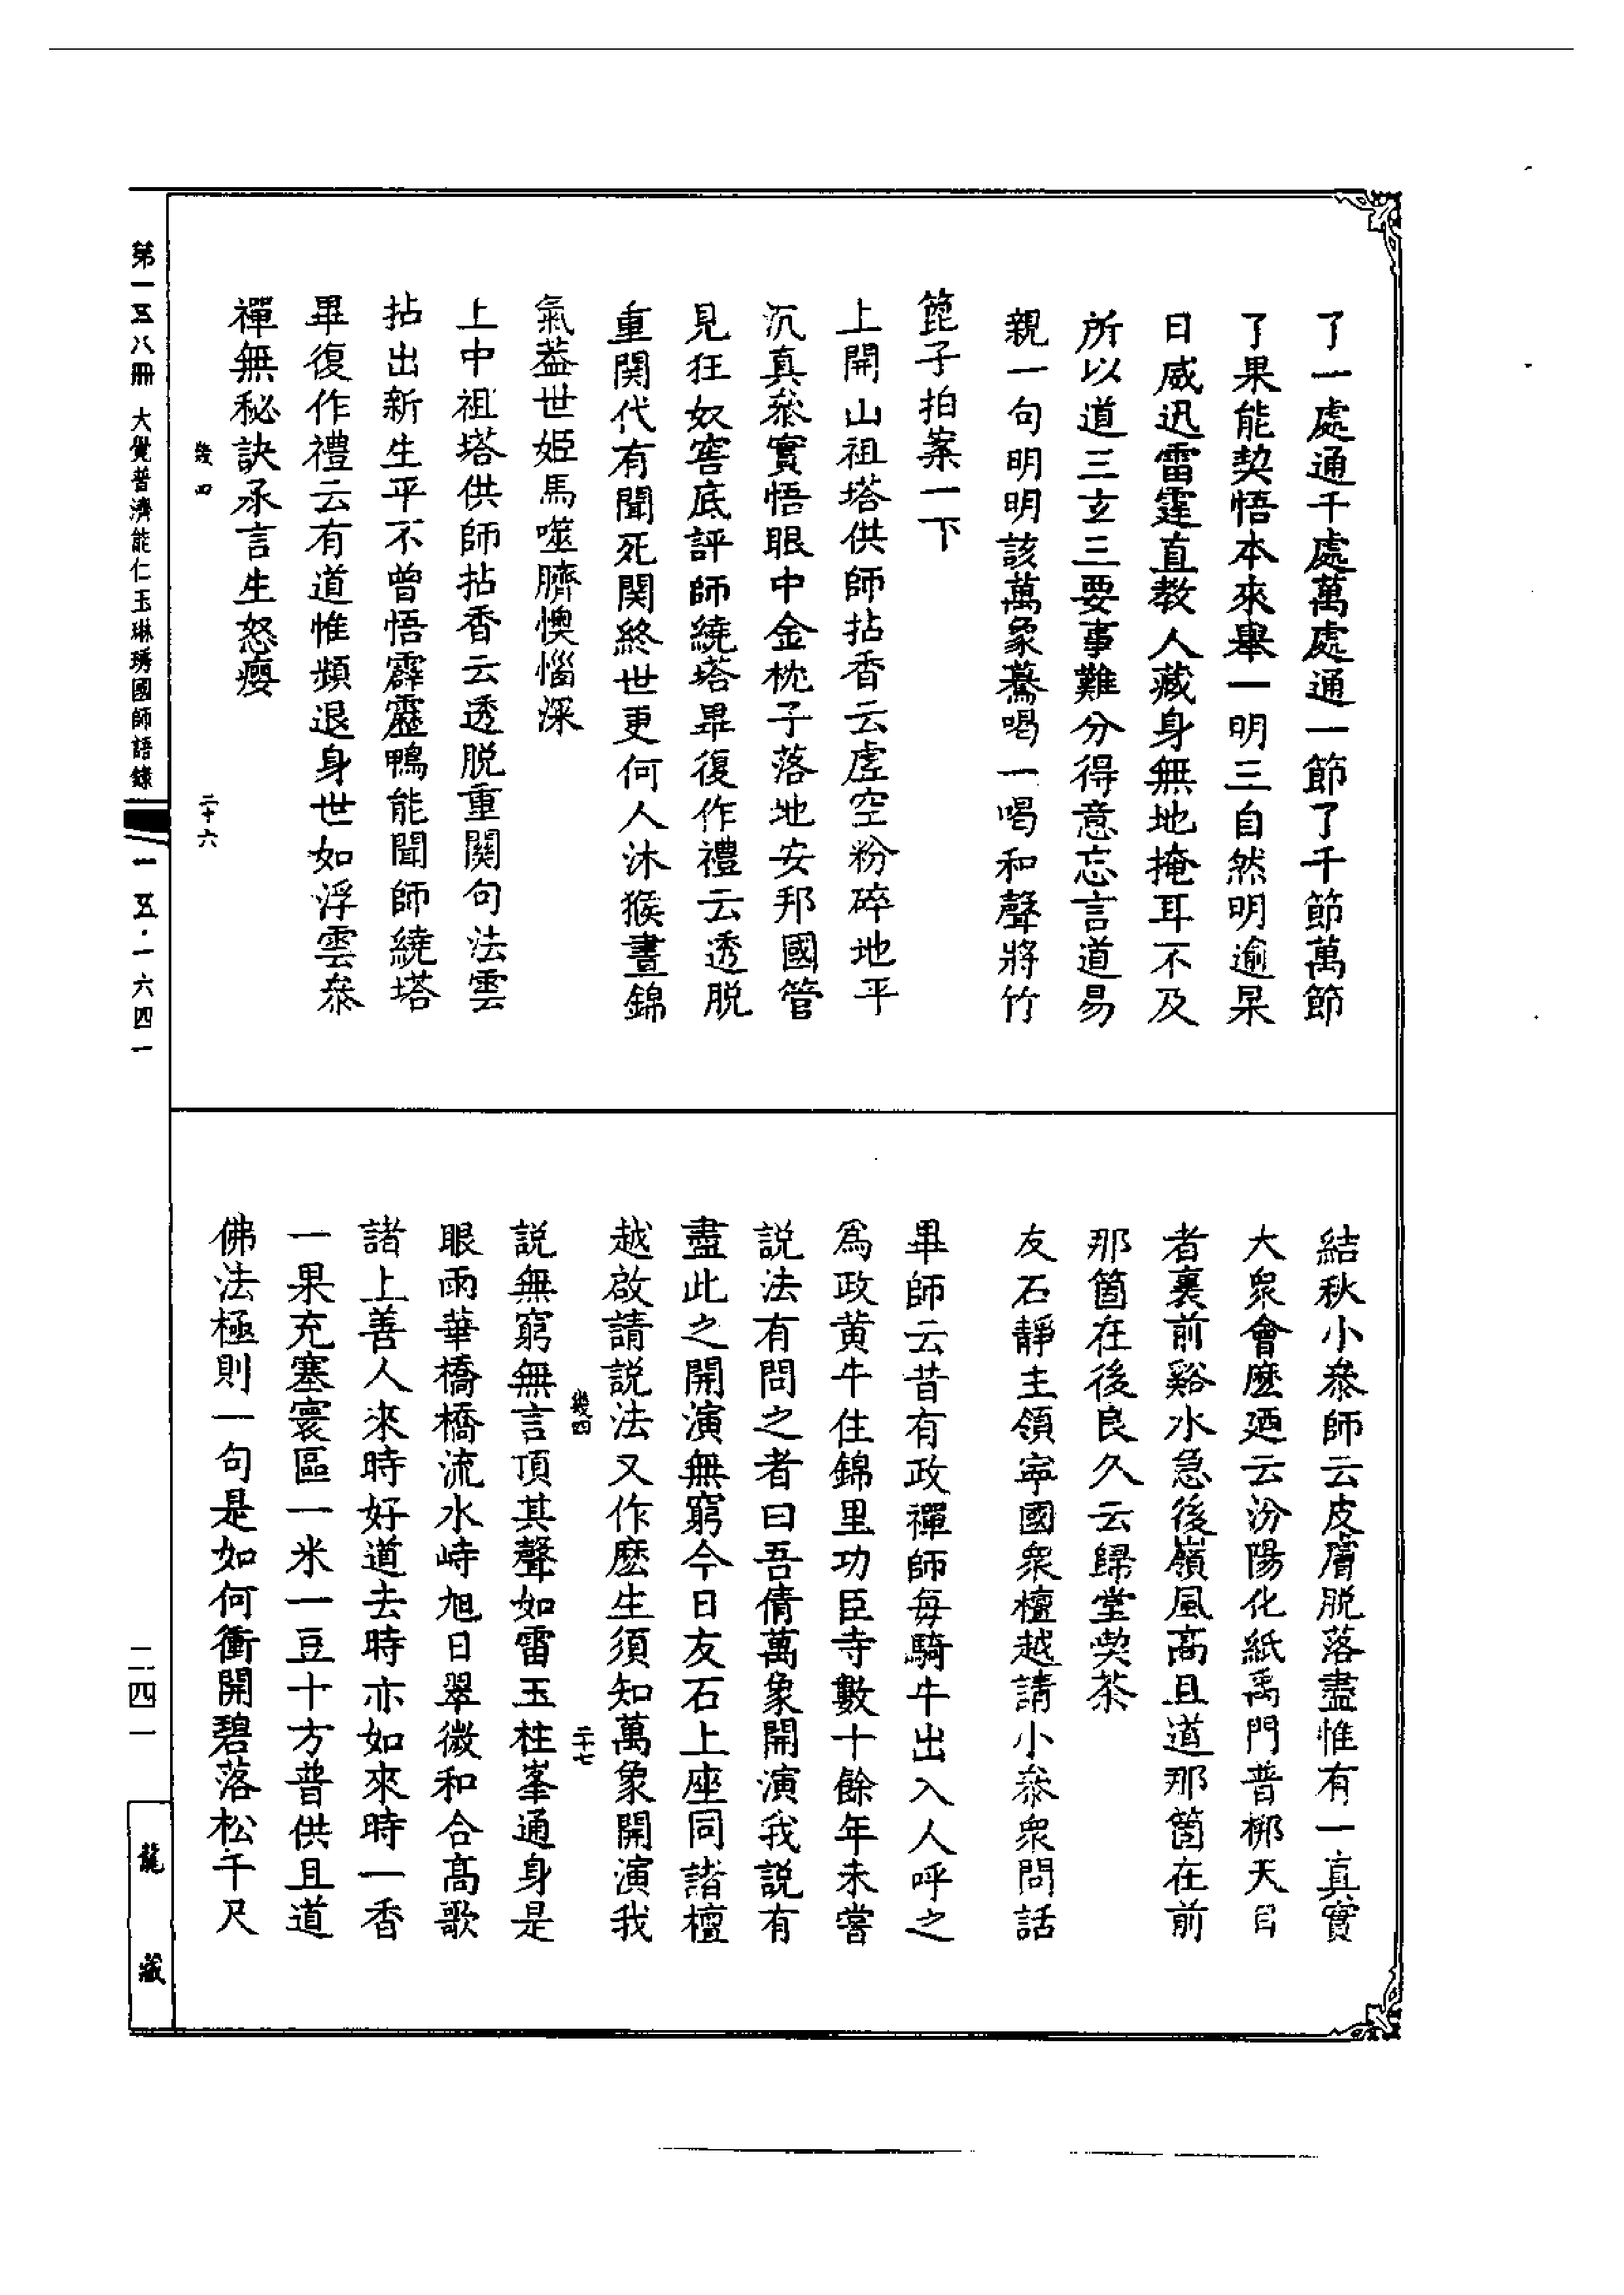 了一處通千處萬處通一節了千節萬節
了果能契悟本來舉一明三自然明逾杲
日威迅雷霆直教人藏身無地掩耳不及
所以道三玄三要事難分得意忘言道易
親一句明明該萬象驀喝一喝和聲將竹
篦子拍案一下
上開山祖塔供師拈香云虛空粉碎地平
沉真叅實悟眼中金枕子落地安邦國管
見狂奴窖底評師繞塔畢復作禮云透脫
重関代有聞死関終世更何人沐猴晝錦
氣葢世姬馬噬臍懊惱深
上中祖塔供師拈香云透脱重關句法雲
拈出新生平不曾悟霹靂鴨能聞師繞塔
畢復作禮云有道惟頻退身世如浮雲叅
禪無秘訣承言生怒癭
幾四
二十六
結秋小叅師云皮膚脱落盡惟有一真實
大衆會麽廼云汾陽化紙禹門普梛天目
者裏前谿水急後嶺風高且道那箇在前
那箇在後良久云歸堂喫茶
友石靜主領寧國衆檀越請小叅衆問話
畢師云昔有政禪師每騎牛出入人呼之
爲政黄牛住錦里功臣寺數十餘年未嘗
説法有問之者曰吾倩萬象開演我説有
盡此之開演無窮今日友石上座同諸檀
越啟請説法又作麽生須知萬象開演我
幾四
二十七
説無窮無言頂其聲如雷玉柱峯通身是
眼雨華橋橋流水峙旭日翠微和合髙歌
諸上善人來時好道去時亦如來時一香
一果充塞寰區一米一豆十方普供且道
佛法極則一句是如何衝開碧落松千尺
第一五八冊 大覺普濟能仁玉琳琇國師語錄
一五·一六四一
二四一
龍藏